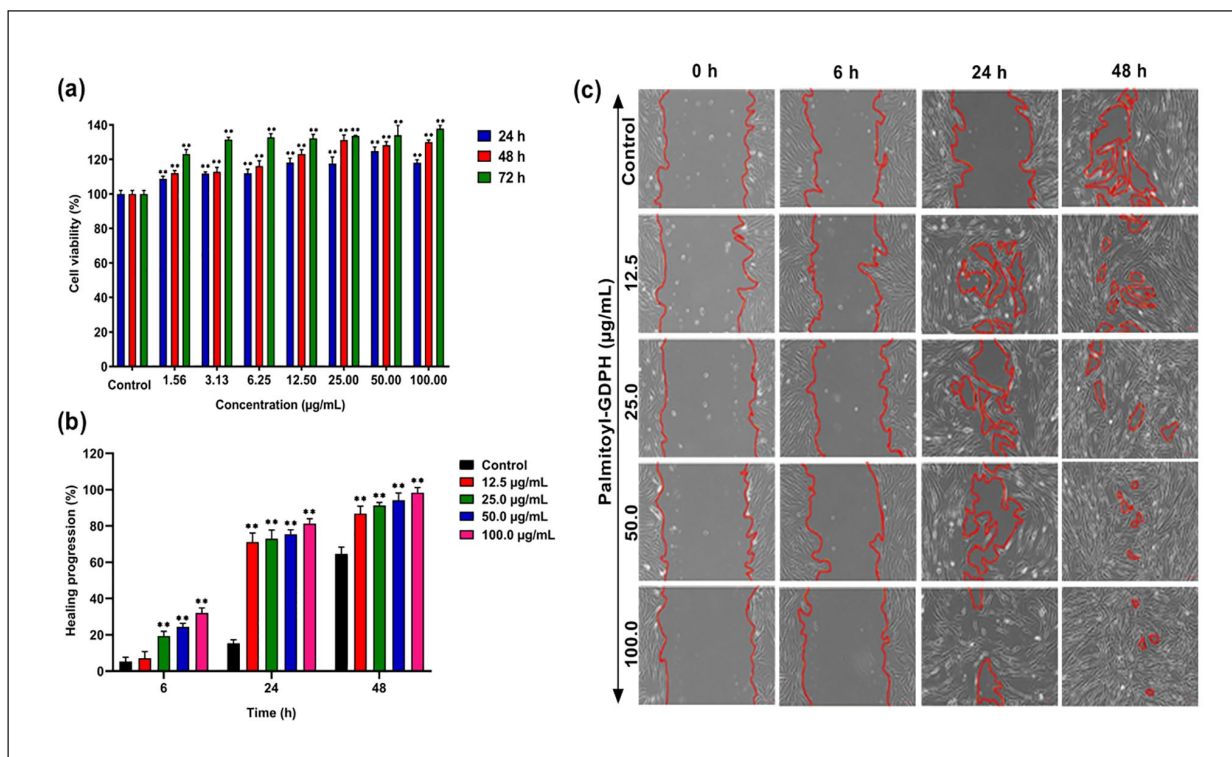 (a)
Cell viability (%)
140
120
100
80
60
40
20
0
** ** ** ** ** ** ** ** ** ** ** ** ** ** ** ** ** ** ** ** **
Control 1.56 3.13 6.25 12.50 25.00 50.00 100.00
Concentration (µg/mL)
24 h
48 h
72 h
(b)
Healing progression (%)
120
100
80
60
40
20
0
** ** ** ** ** ** ** ** ** ** **
6 24 48
Time (h)
Control
12.5 µg/mL
25.0 µg/mL
50.0 µg/mL
100.0 µg/mL
(c)
0 h 6 h 24 h 48 h
Palmitoyl-GDPH (µg/mL)
Control
12.5
25.0
50.0
100.0